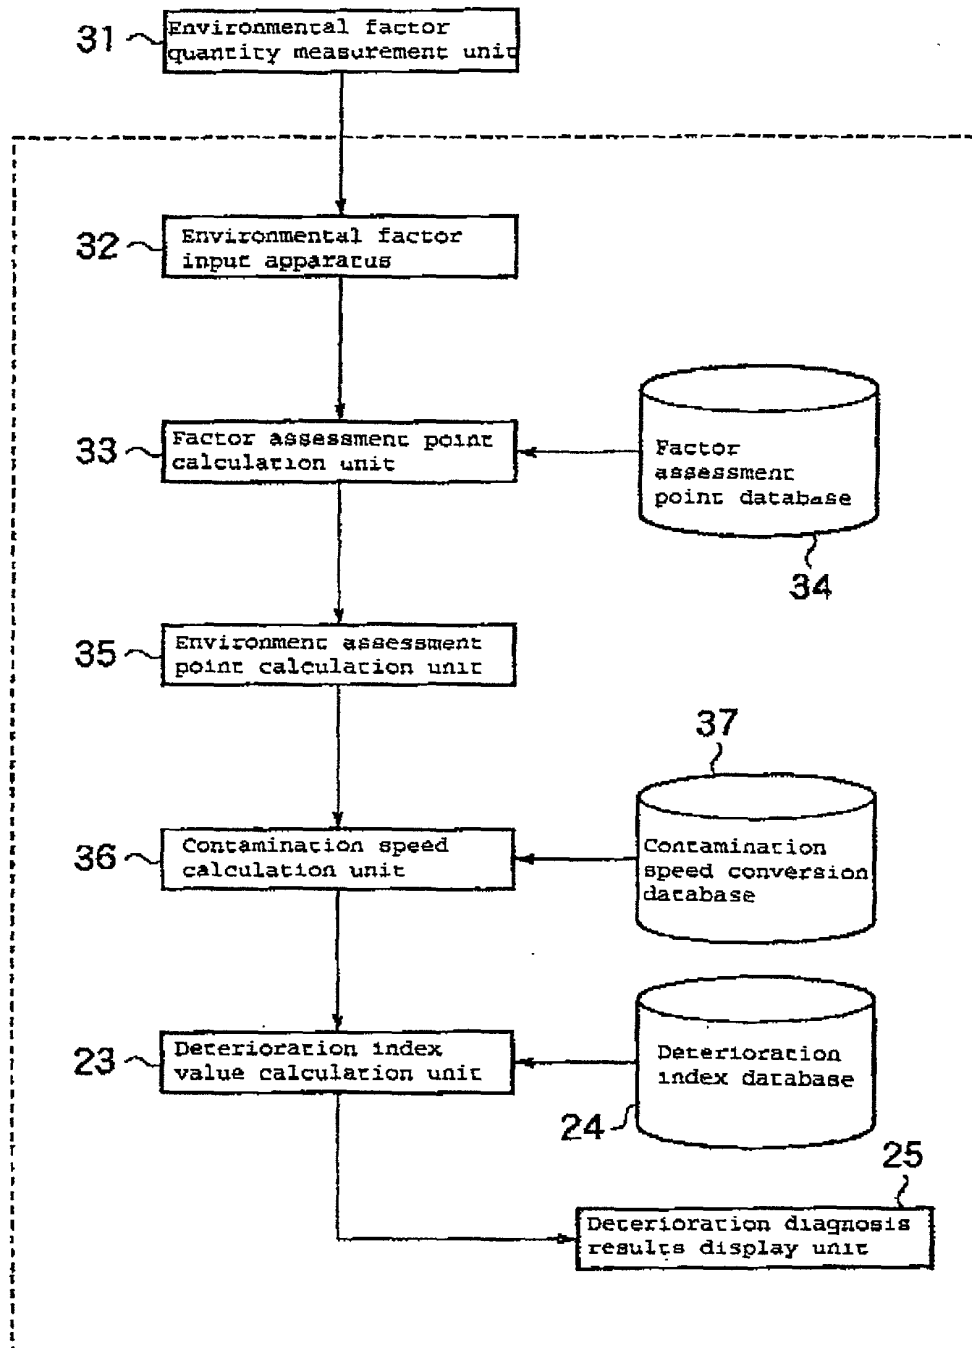 31
Environmental factor
quantity measurement unit
32
Environmental factor
input apparatus
33
Factor assessment point
calculation unit
Factor
assessment
point database
34
35
Environment assessment
point calculation unit
37
36
Contamination speed
calculation unit
Contamination
speed conversion
database
23
Deterioration index
value calculation unit
Deterioration
index database
24
25
Deterioration diagnosis
results display unit